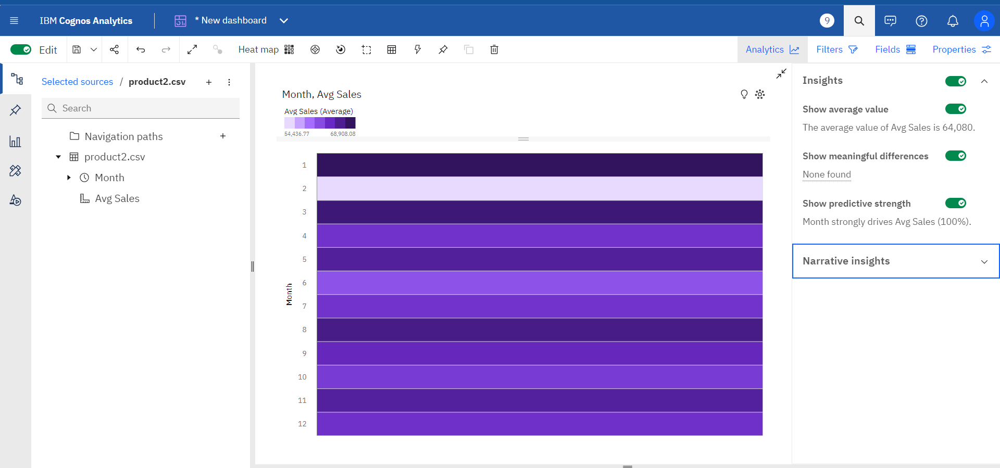 IBM Cognos Analytics
* New dashboard
9
Edit
Heat map
Analytics
Filters
Fields
Properties
Selected sources / product2.csv
Search
Navigation paths
product2.csv
Month
Avg Sales
Month, Avg Sales
Avg Sales (Average)
54,436.77 68,908.08
Month
1
2
3
4
5
6
7
8
9
10
11
12
Insights
Show average value
The average value of Avg Sales is 64,080.
Show meaningful differences
None found
Show predictive strength
Month strongly drives Avg Sales (100%).
Narrative insights